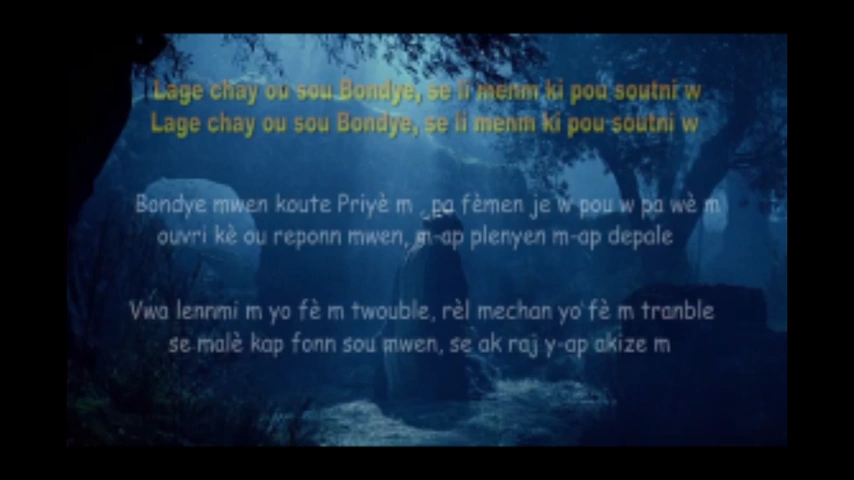 Lage chay ou sou Bondye, se li menm ki pou soutni w
Lage chay ou sou Bondye, se li menm ki pou soutni w
Bondye mwen koute Priyè m , pa fèmen je w pou w pa wè m
ouvri kè ou reponn mwen, m-ap plenyen m-ap depale
Vwa lennmi m yo fè m twouble, rèl mechan yo fè m tranble
se malè kap fonn sou mwen, se ak raj y-ap akize m